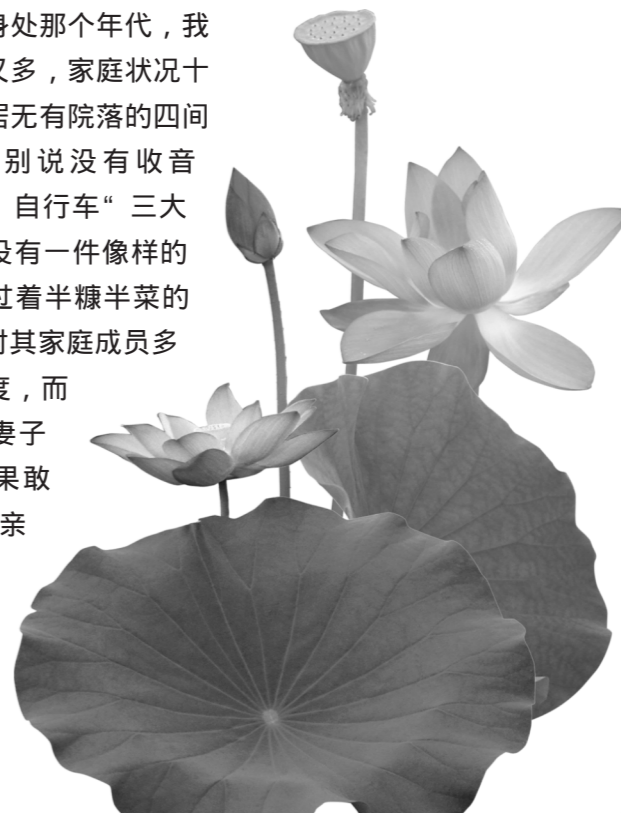 身处那个年代，我
又多，家庭状况十
居无有院落的四间
别说没有收音
自行车“三大
没有一件像样的
过着半糠半菜的
对其家庭成员多
度，而
妻子
果敢
亲